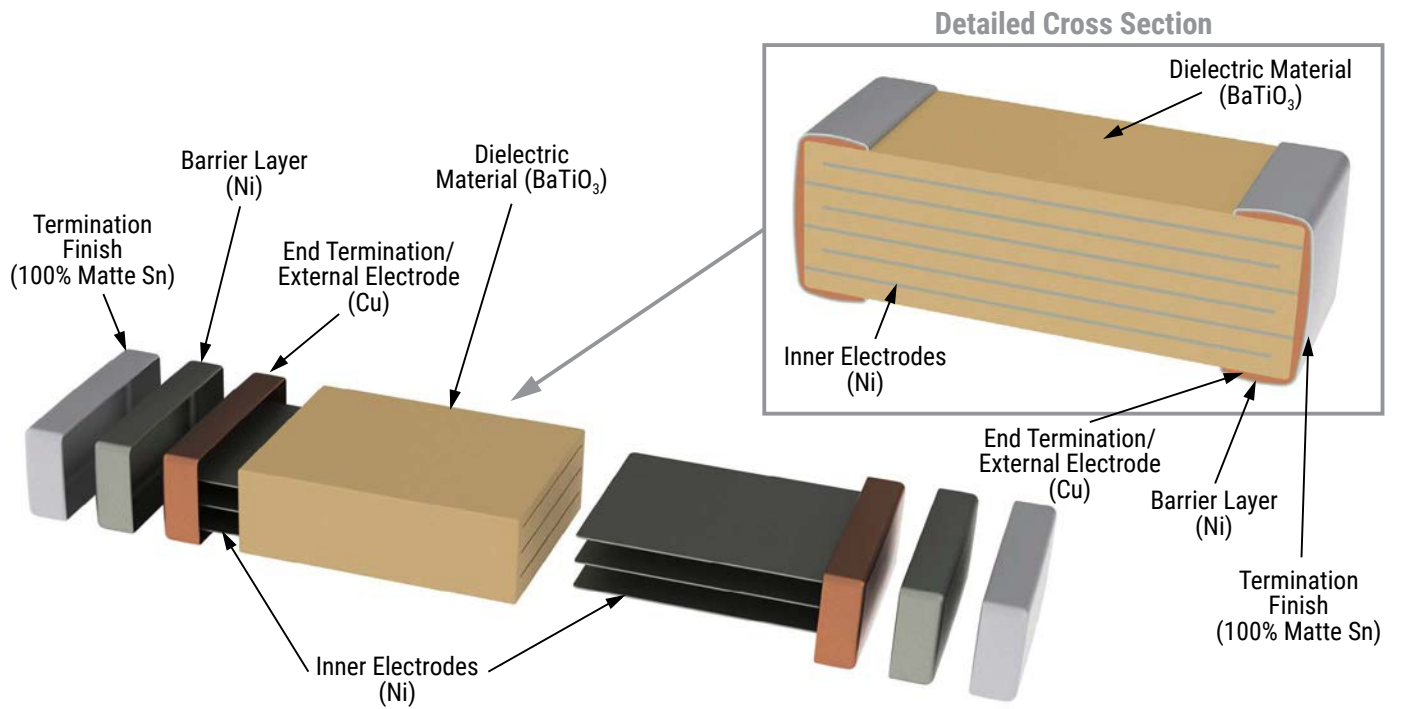 Detailed Cross Section
Dielectric Material
(BaTiO₃)
Barrier Layer
(Ni)
Dielectric
Material (BaTiO₃)
Termination
Finish
(100% Matte Sn)
End Termination/
External Electrode
(Cu)
Inner Electrodes
(Ni)
End Termination/
External Electrode
(Cu)
Barrier Layer
(Ni)
Termination
Finish
(100% Matte Sn)
Inner Electrodes
(Ni)